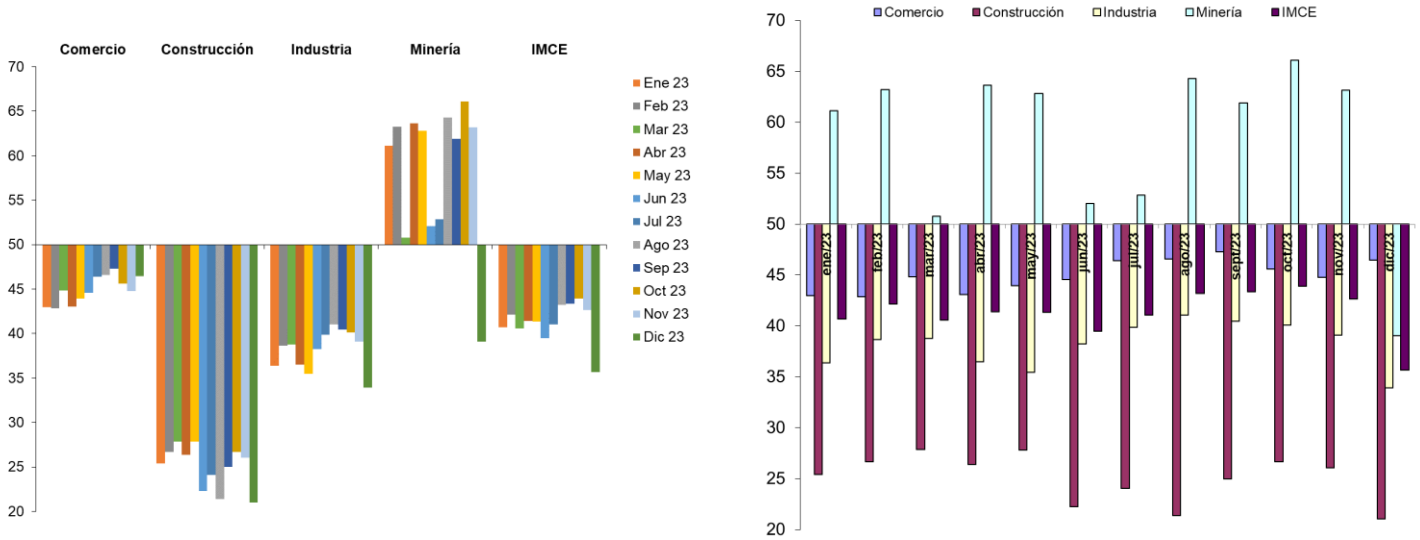 Comercio Construcción Industria Minería IMCE
70
65
60
55
50
45
40
35
30
25
20
Ene 23
Feb 23
Mar 23
Abr 23
May 23
Jun 23
Jul 23
Ago 23
Sep 23
Oct 23
Nov 23
Dic 23
Comercio Construcción Industria Minería IMCE
70
65
60
55
50
45
40
35
30
25
20
ene/23 feb/23 mar/23 abr/23 may/23 jun/23 jul/23 ago/23 sept/23 oct/23 nov/23 dic/23